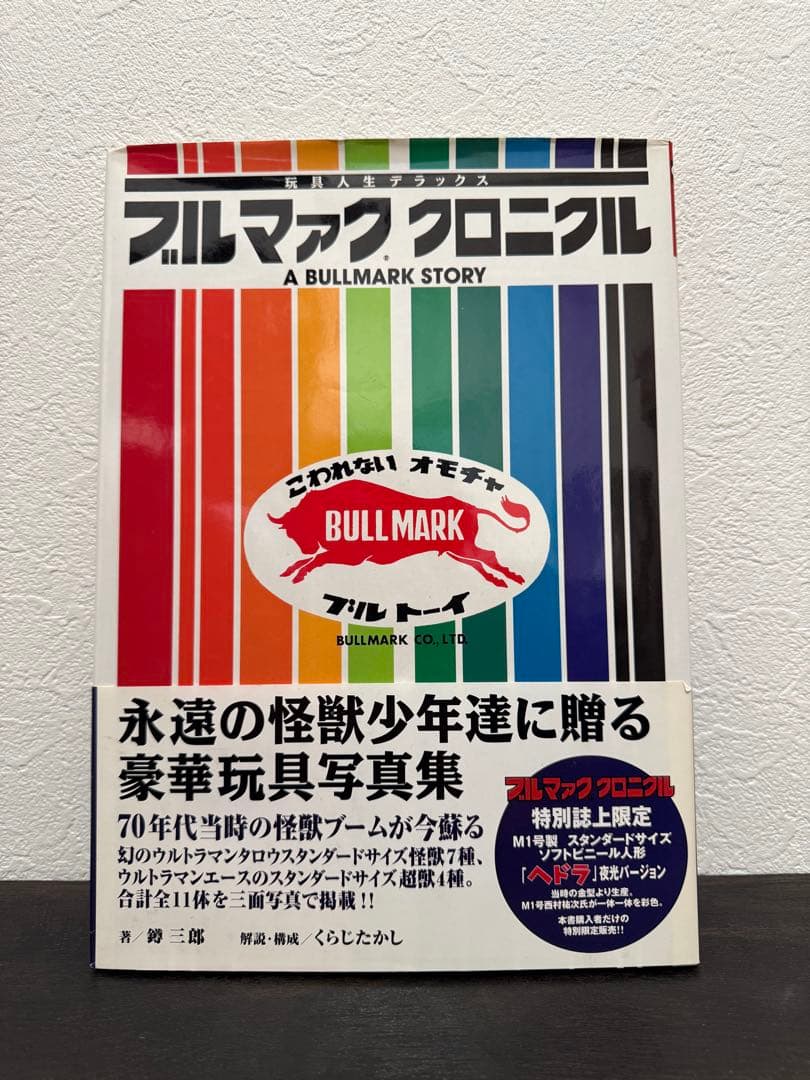 玩具人生デラックス
ブルマァク クロニクル
A BULLMARK STORY
こわれない オモチャ
BULLMARK
ブル トーイ
BULLMARK CO., LTD.
永遠の怪獣少年達に贈る
豪華玩具写真集
70年代当時の怪獣ブームが今蘇る
幻のウルトラマンタロウスタンダードサイズ怪獣7種、
ウルトラマンエースのスタンダードサイズ超獣4種。
合計全11体を三面写真で掲載!!
著/鐏 三郎 解説・構成/くらじたかし
ブルマァク クロニクル
特別誌上限定
M1号製 スタンダードサイズ
ソフトビニール人形
「ヘドラ」夜光バージョン
当時の金型より生産。
M1号西村祐次氏が一体一体を彩色。
本書購入者だけの
特別限定販売!!